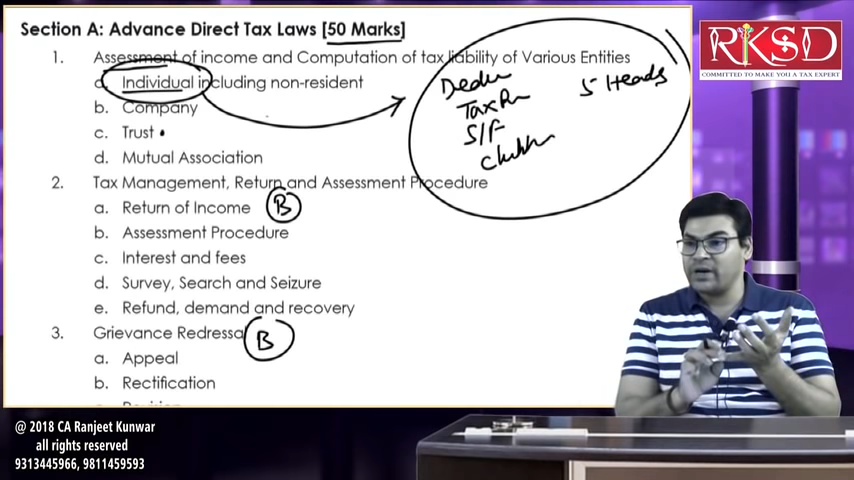 Section A: Advance Direct Tax Laws [50 Marks]
1. Assessment of income and Computation of tax liability of Various Entities
a. Individual including non-resident
b. Company
c. Trust
d. Mutual Association
5 Heads
S/F
2. Tax Management, Return and Assessment Procedure
a. Return of Income B
b. Assessment Procedure
c. Interest and fees
d. Survey, Search and Seizure
e. Refund, demand and recovery
3. Grievance Redressa B
a. Appeal
b. Rectification
RKSD
COMMITTED TO MAKE YOU A TAX EXPERT
@ 2018 CA Ranjeet Kunwar
all rights reserved
9313445966, 9811459593